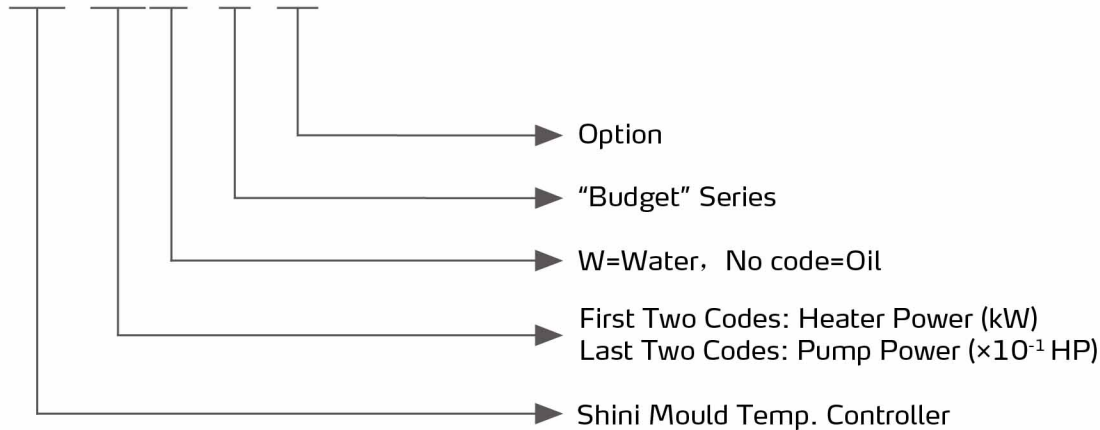 Option
“Budget” Series
W=Water， No code=Oil
First Two Codes: Heater Power (kW)
Last Two Codes: Pump Power (×10⁻¹ HP)
Shini Mould Temp. Controller